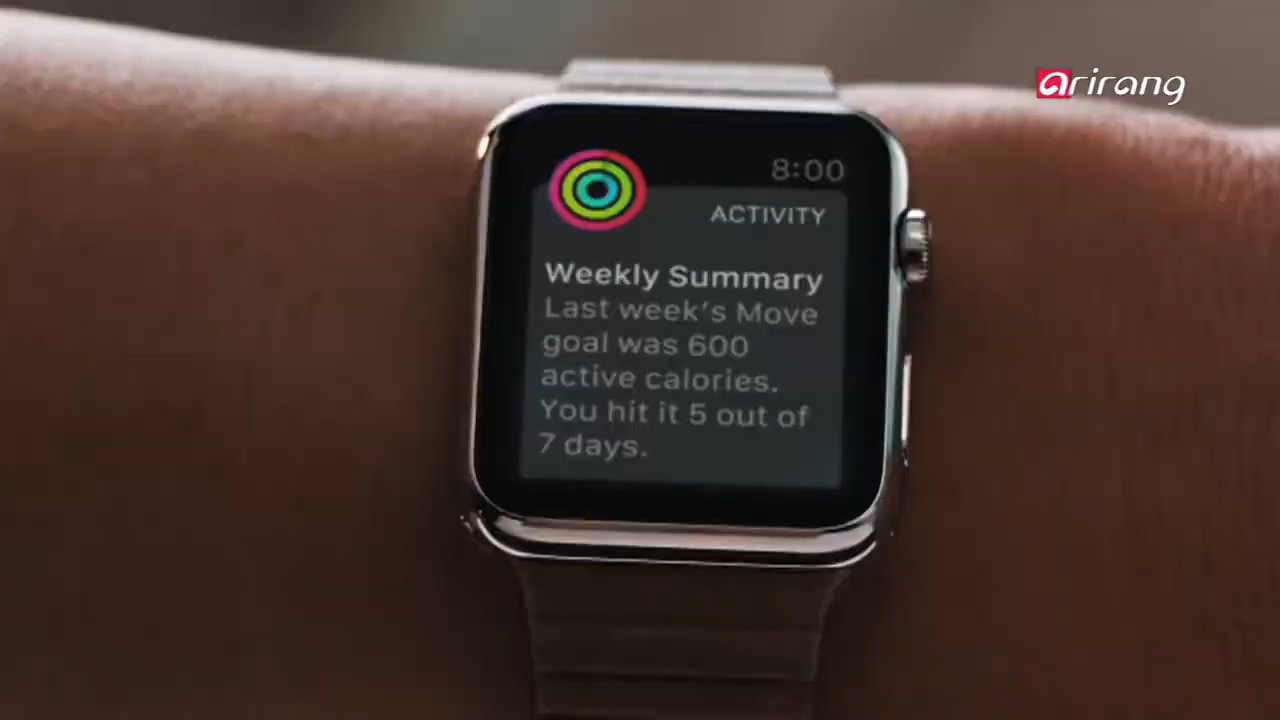 arirang
8:00
ACTIVITY
Weekly Summary
Last week's Move
goal was 600
active calories.
You hit it 5 out of
7 days.